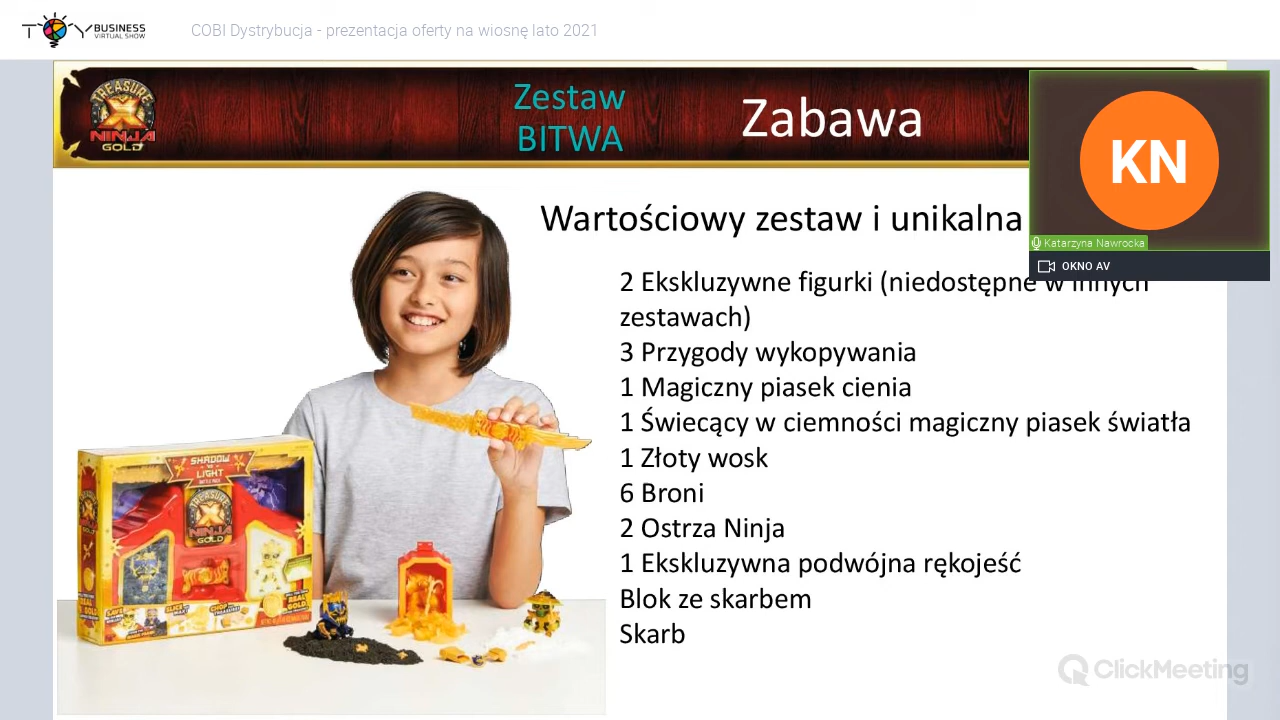 TOY BUSINESS
VIRTUAL SHOW
COBI Dystrybucja - prezentacja oferty na wiosnę lato 2021
TREASURE
X
NINJA
GOLD
Zestaw
BITWA
Zabawa
KN
Katarzyna Nawrocka
OKNO AV
Wartościowy zestaw i unikalna
2 Ekskluzywne figurki (niedostępne w innych
zestawach)
3 Przygody wykopywania
1 Magiczny piasek cienia
1 Świecący w ciemności magiczny piasek światła
1 Złoty wosk
6 Broni
2 Ostrza Ninja
1 Ekskluzywna podwójna rękojeść
Blok ze skarbem
Skarb
SHADOW
LIGHT
BATTLE PACK
TREASURE
X
NINJA
GOLD
ClickMeeting